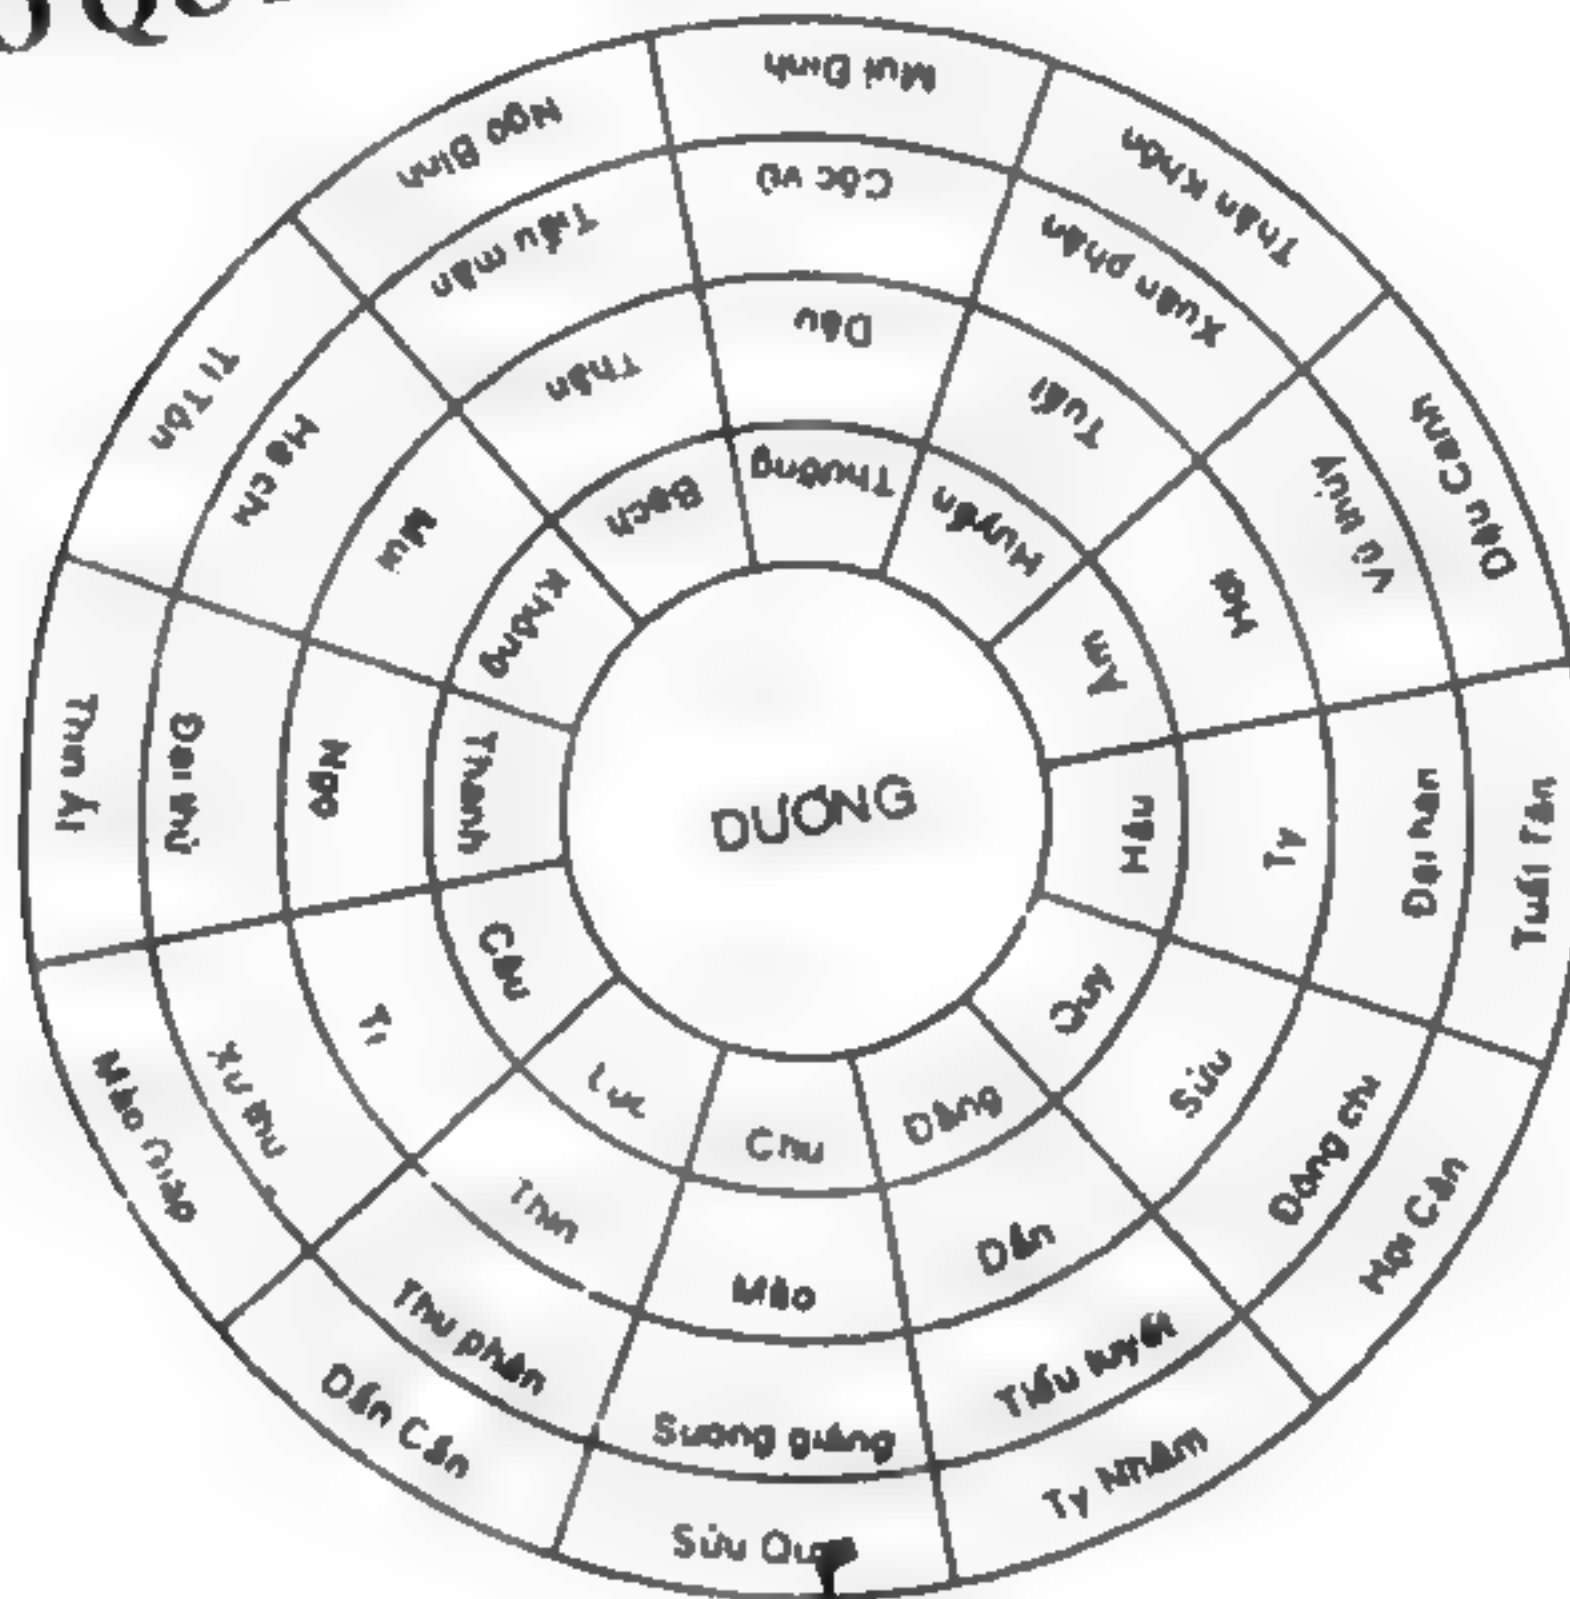 DƯƠNG
Thường
Huyền
Âm
Hậu
Quý
Đằng
Chu
Lục
Câu
Thanh
Không
Bạch
Dậu
Tuất
Hợi
Tý
Sửu
Dần
Mão
Thìn
Tị
Ngọ
Mùi
Thân
Cốc vũ
Xuân phân
Vũ thủy
Đại hàn
Đông chí
Tiểu tuyết
Sương giáng
Thu phân
Xử thử
Đại thử
Hạ chí
Tiểu mãn
Mùi Đinh
Thân Khôn
Dậu Canh
Tuất Tân
Hợi Càn
Tý Nhâm
Sửu
Dần Cấn
Mão Giáp
Thìn
Tị Tốn
Ngọ Bính